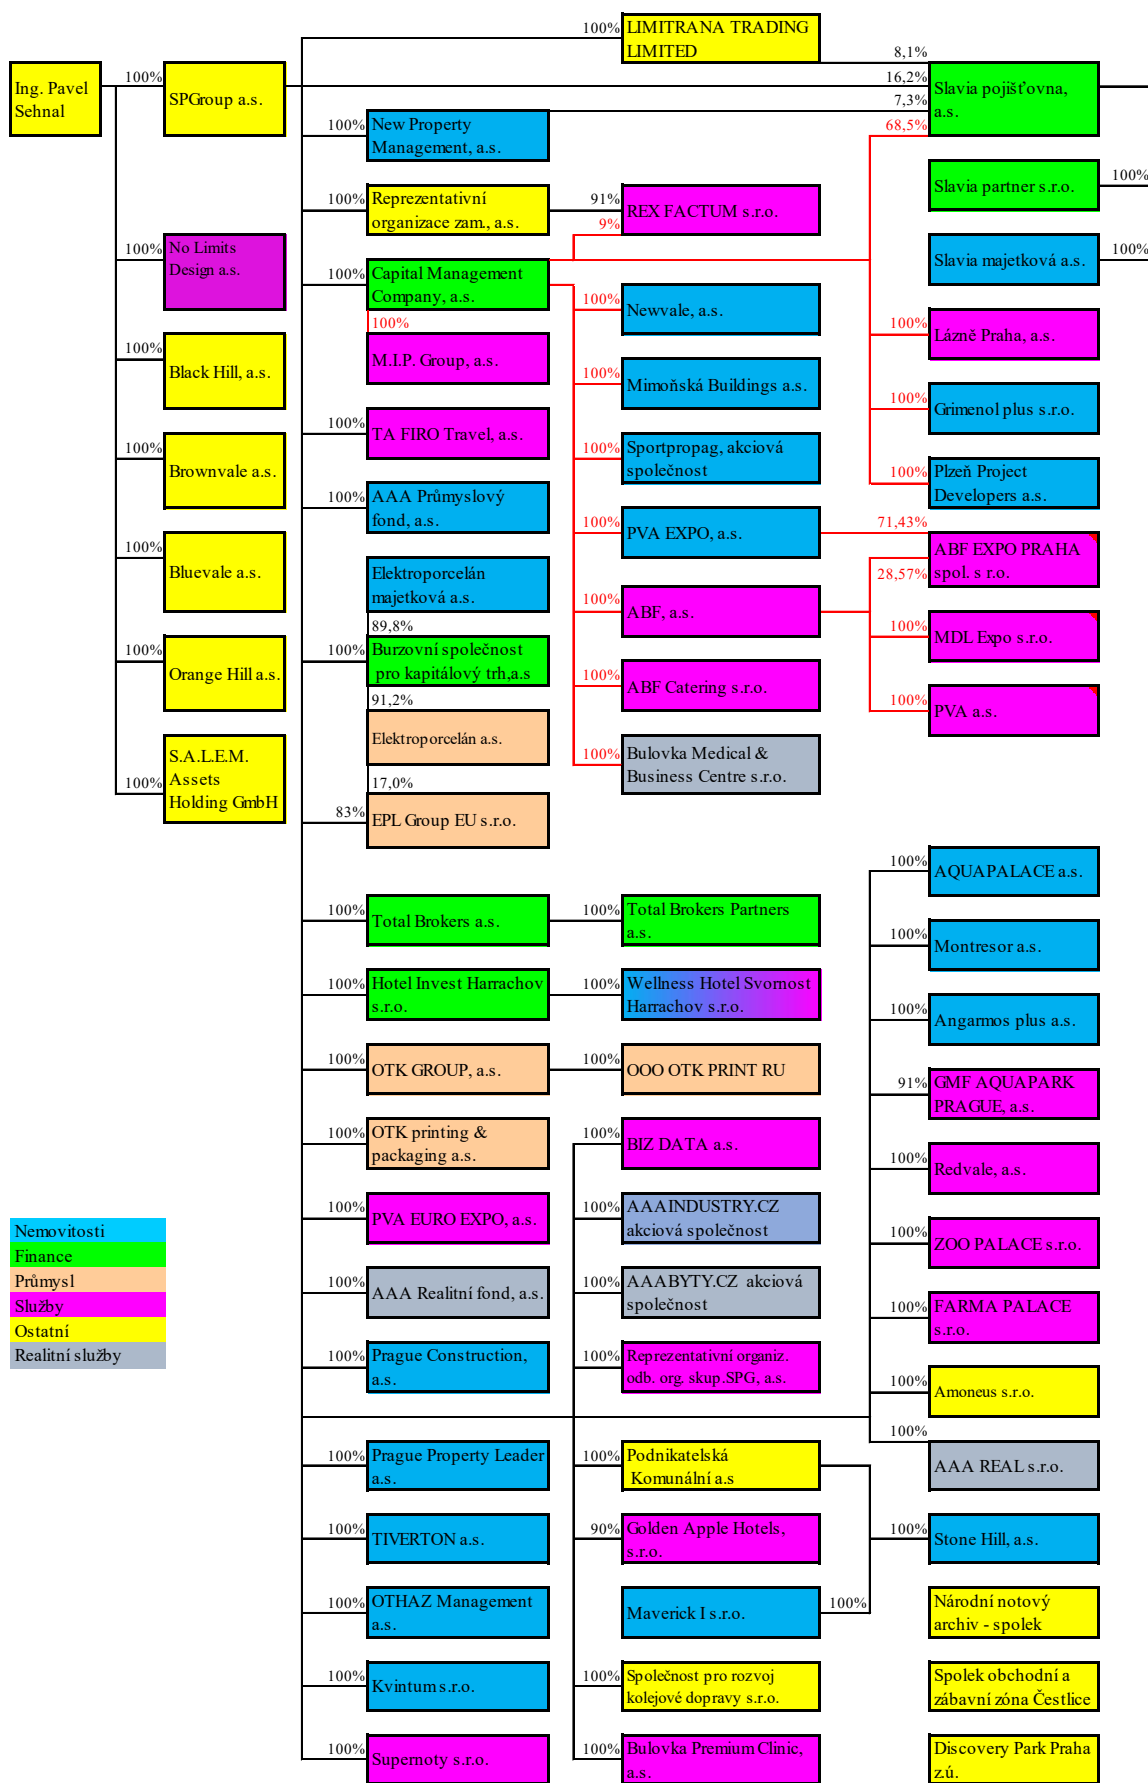 100%
LIMITRANA TRADING
LIMITED
8,1%
Ing. Pavel
Sehnal
100%
SPGroup a.s.
16,2%
7,3%
68,5%
Slavia pojišťovna,
a.s.
100%
New Property
Management, a.s.
Slavia partner s.r.o.
100%
100%
Reprezentativní
organizace zam., a.s.
91%
9%
REX FACTUM s.r.o.
100%
No Limits
Design a.s.
Slavia majetková a.s.
100%
100%
Capital Management
Company, a.s.
100%
Newvale, a.s.
100%
M.I.P. Group, a.s.
100%
Lázně Praha, a.s.
100%
Black Hill, a.s.
100%
Mimoňská Buildings a.s.
100%
Grimenol plus s.r.o.
100%
TA FIRO Travel, a.s.
100%
Sportpropag, akciová
společnost
100%
Plzeň Project
Developers a.s.
100%
Brownvale a.s.
100%
AAA Průmyslový
fond, a.s.
100%
PVA EXPO, a.s.
71,43%
28,57%
ABF EXPO PRAHA
spol. s r.o.
100%
Bluevale a.s.
Elektroporcelán
majetková a.s.
100%
ABF, a.s.
89,8%
100%
MDL Expo s.r.o.
100%
Orange Hill a.s.
100%
Burzovní společnost
pro kapitálový trh,a.s
100%
ABF Catering s.r.o.
91,2%
100%
PVA a.s.
Elektroporcelán a.s.
100%
Bulovka Medical &
Business Centre s.r.o.
100%
S.A.L.E.M.
Assets
Holding GmbH
17,0%
83%
EPL Group EU s.r.o.
100%
AQUAPALACE a.s.
100%
Total Brokers a.s.
100%
Total Brokers Partners
a.s.
100%
Montresor a.s.
100%
Hotel Invest Harrachov
s.r.o.
100%
Wellness Hotel Svornost
Harrachov s.r.o.
100%
Angarmos plus a.s.
100%
OTK GROUP, a.s.
100%
OOO OTK PRINT RU
91%
GMF AQUAPARK
PRAGUE, a.s.
100%
OTK printing &
packaging a.s.
100%
BIZ DATA a.s.
100%
Redvale, a.s.
100%
PVA EURO EXPO, a.s.
100%
AAAINDUSTRY.CZ
akciová společnost
100%
ZOO PALACE s.r.o.
Nemovitosti
Finance
Průmysl
Služby
Ostatní
Realitní služby
100%
AAA Realitní fond, a.s.
100%
AAABYTY.CZ akciová
společnost
100%
FARMA PALACE
s.r.o.
100%
Prague Construction,
a.s.
100%
Reprezentativní organiz.
odb. org. skup.SPG, a.s.
100%
Amoneus s.r.o.
100%
AAA REAL s.r.o.
100%
Prague Property Leader
a.s.
100%
Podnikatelská
Komunální a.s
100%
TIVERTON a.s.
90%
Golden Apple Hotels,
s.r.o.
100%
Stone Hill, a.s.
100%
OTHAZ Management
a.s.
Maverick I s.r.o.
100%
Národní notový
archiv - spolek
100%
Kvintum s.r.o.
100%
Společnost pro rozvoj
kolejové dopravy s.r.o.
Spolek obchodní a
zábavní zóna Čestlice
100%
Supernoty s.r.o.
100%
Bulovka Premium Clinic,
a.s.
Discovery Park Praha
z.ú.